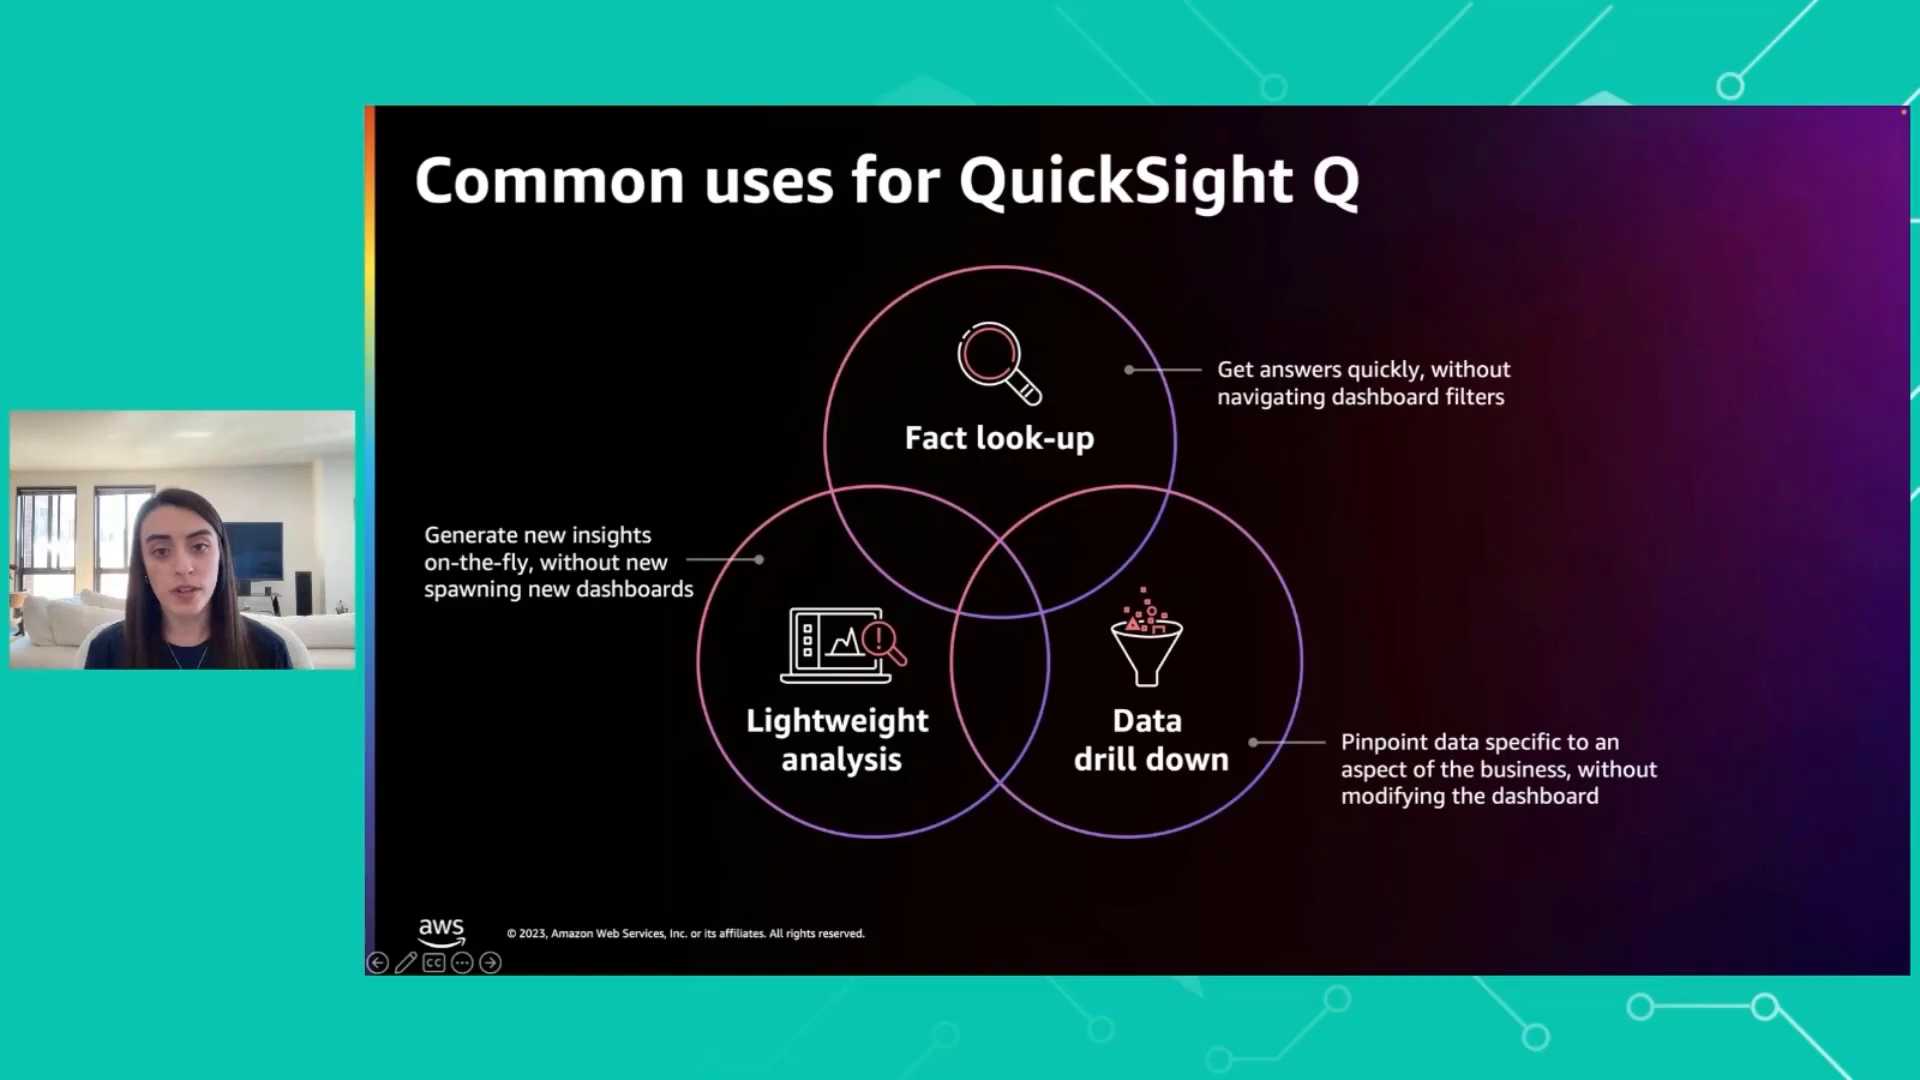 Common uses for QuickSight Q
Fact look-up
Get answers quickly, without
navigating dashboard filters
Generate new insights
on-the-fly, without new
spawning new dashboards
Lightweight
analysis
Data
drill down
Pinpoint data specific to an
aspect of the business, without
modifying the dashboard
aws
© 2023, Amazon Web Services, Inc. or its affiliates. All rights reserved.
CC